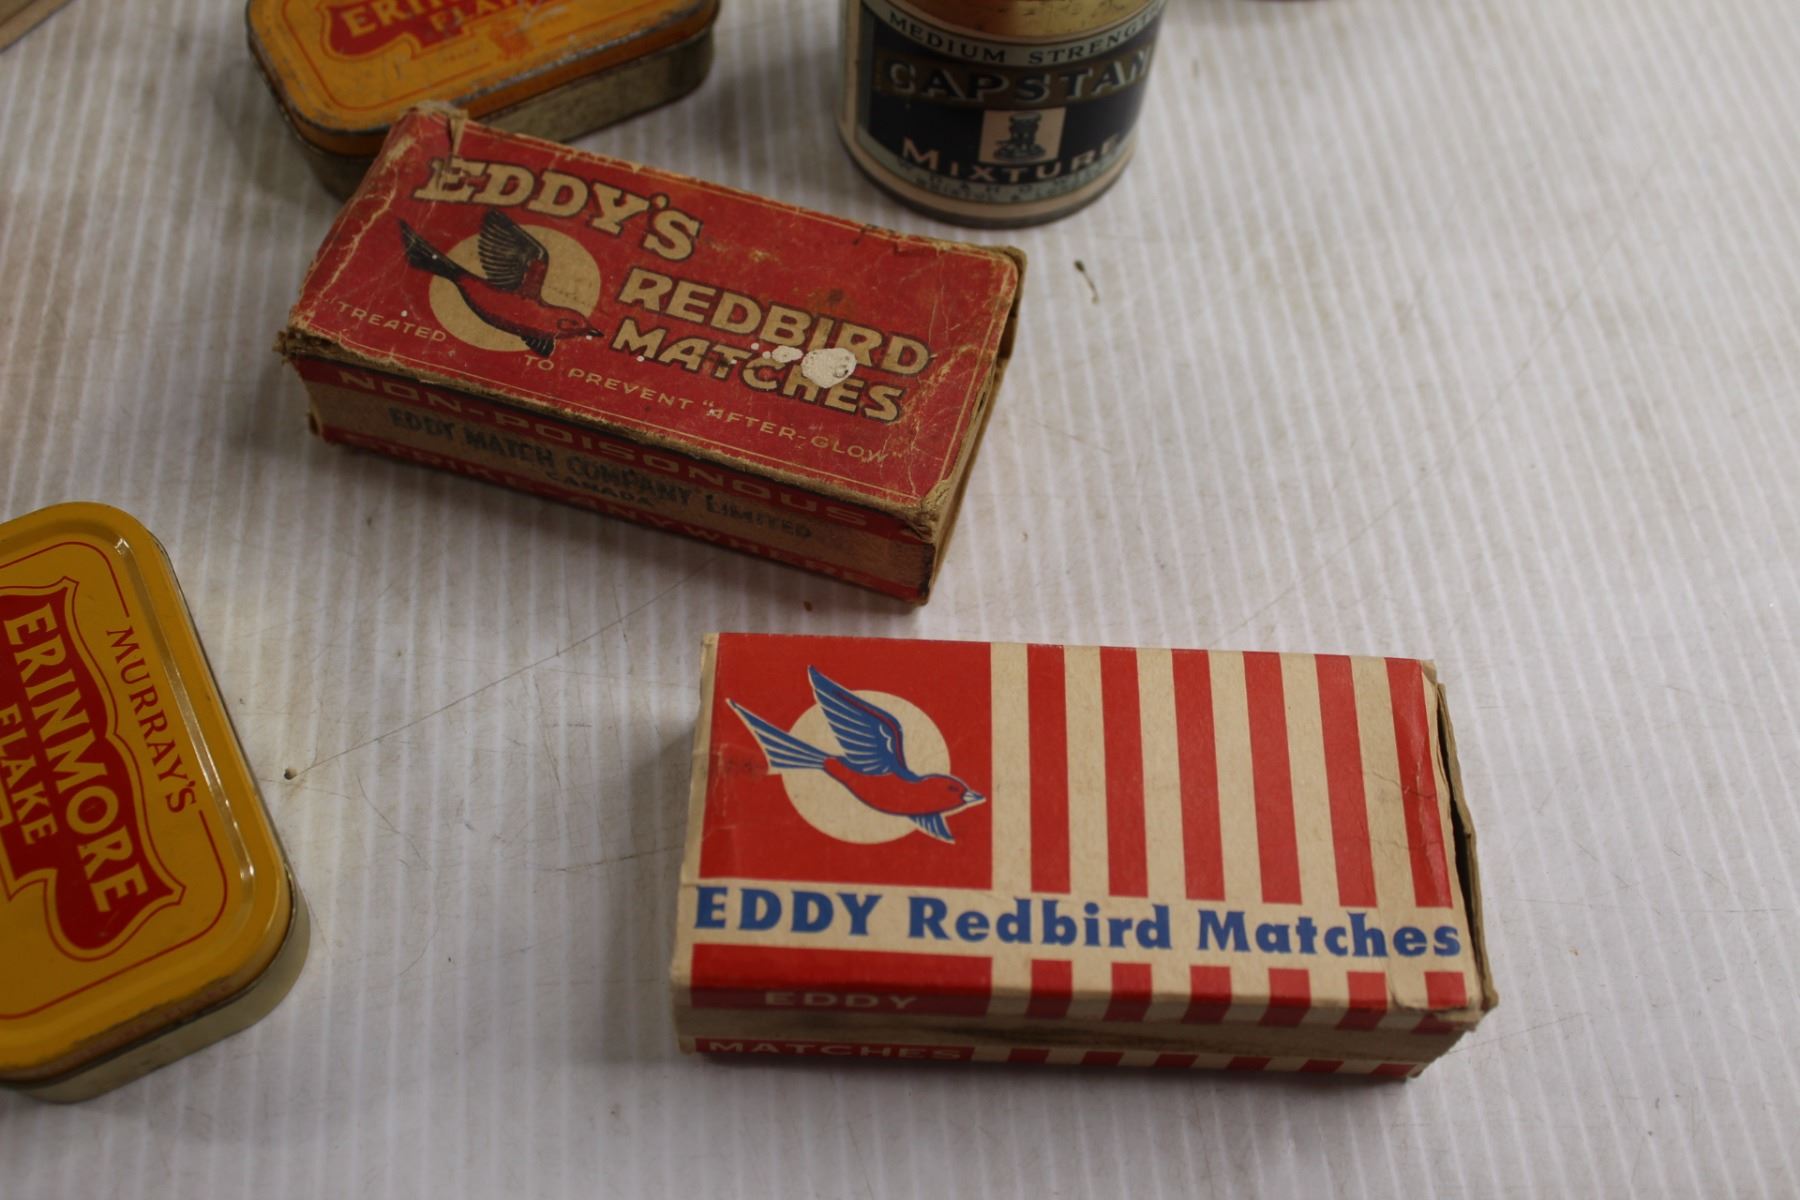 ERINMORE
FLAKE
MEDIUM STRENGTH
CAPSTAN
MIXTURE
EDDY'S
REDBIRD
MATCHES
TREATED TO PREVENT "AFTER-GLOW"
NON-POISONOUS
EDDY MATCH COMPANY LIMITED
CANADA
STRIKE-ANYWHERE
MURRAY'S
ERINMORE
FLAKE
EDDY Redbird Matches
EDDY
MATCHES